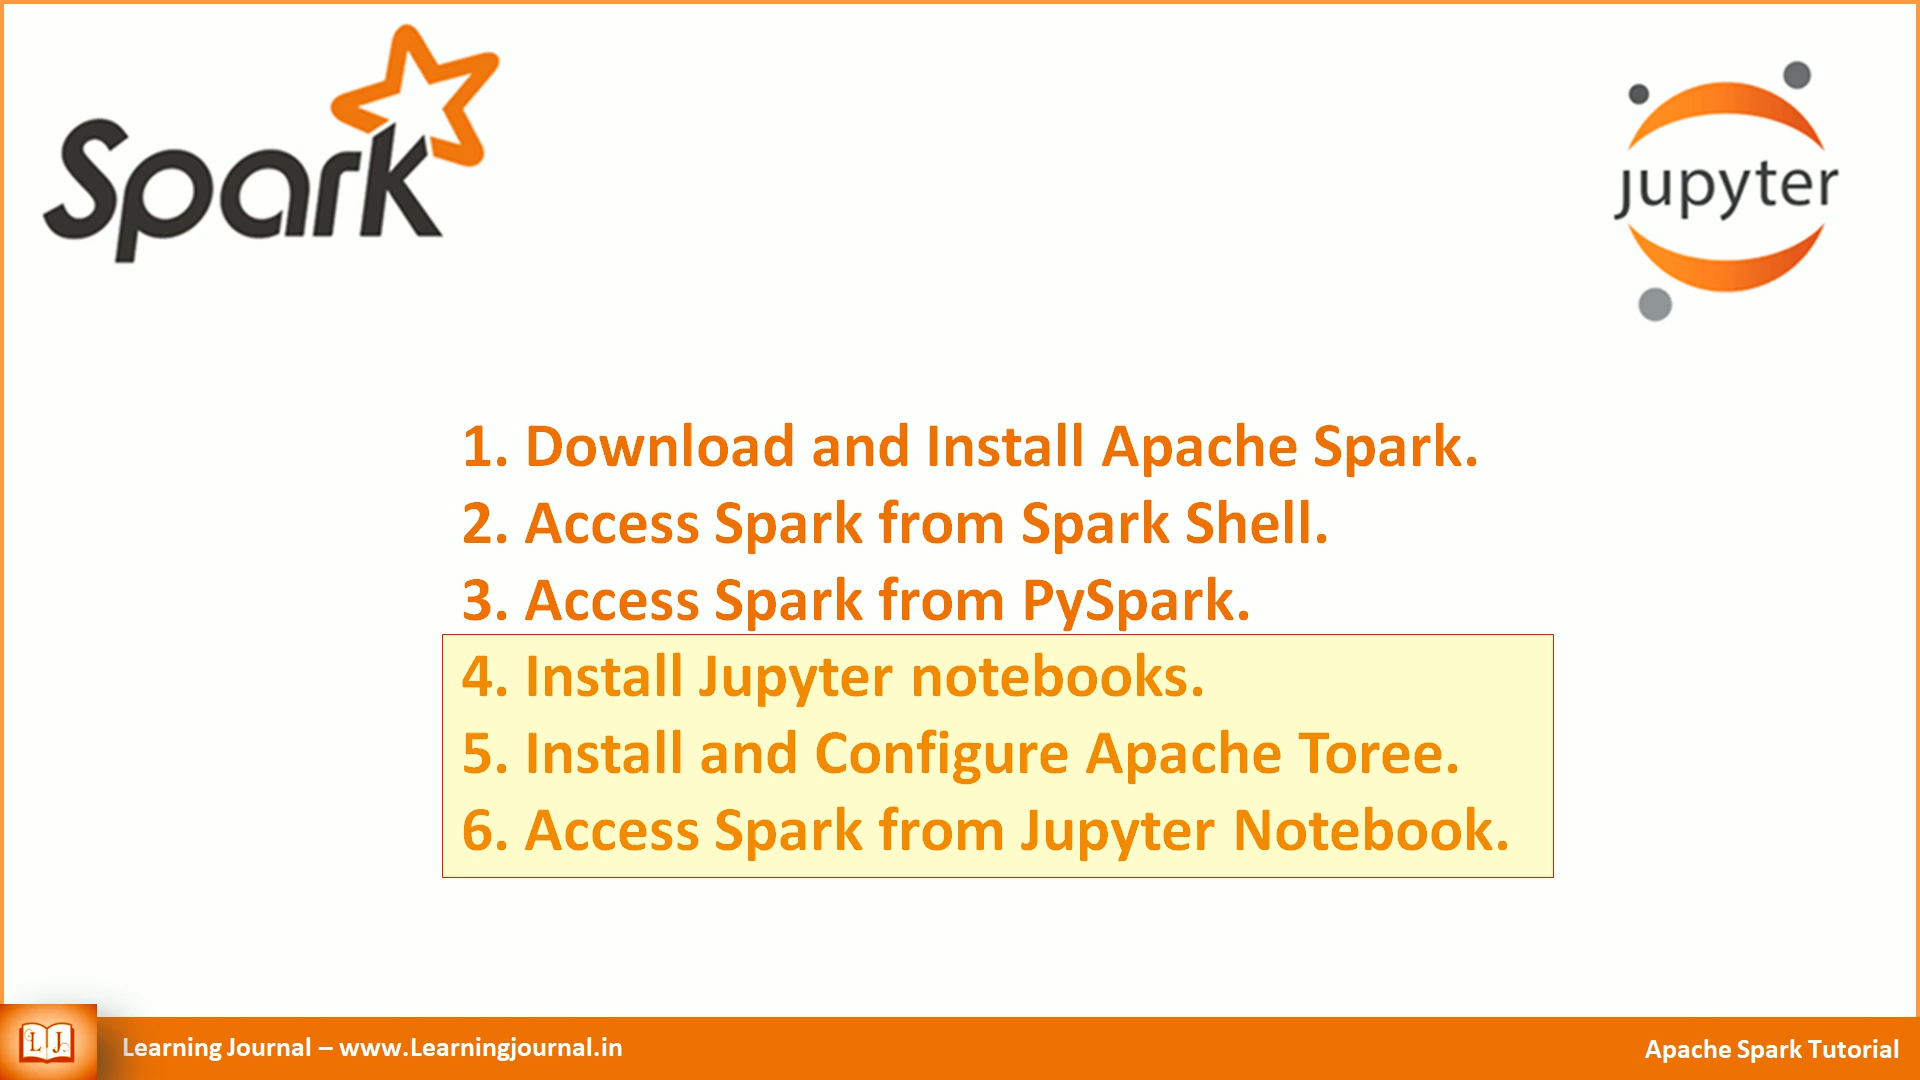 Spark
jupyter
1. Download and Install Apache Spark.
2. Access Spark from Spark Shell.
3. Access Spark from PySpark.
4. Install Jupyter notebooks.
5. Install and Configure Apache Toree.
6. Access Spark from Jupyter Notebook.
L J
Learning Journal – www.Learningjournal.in
Apache Spark Tutorial